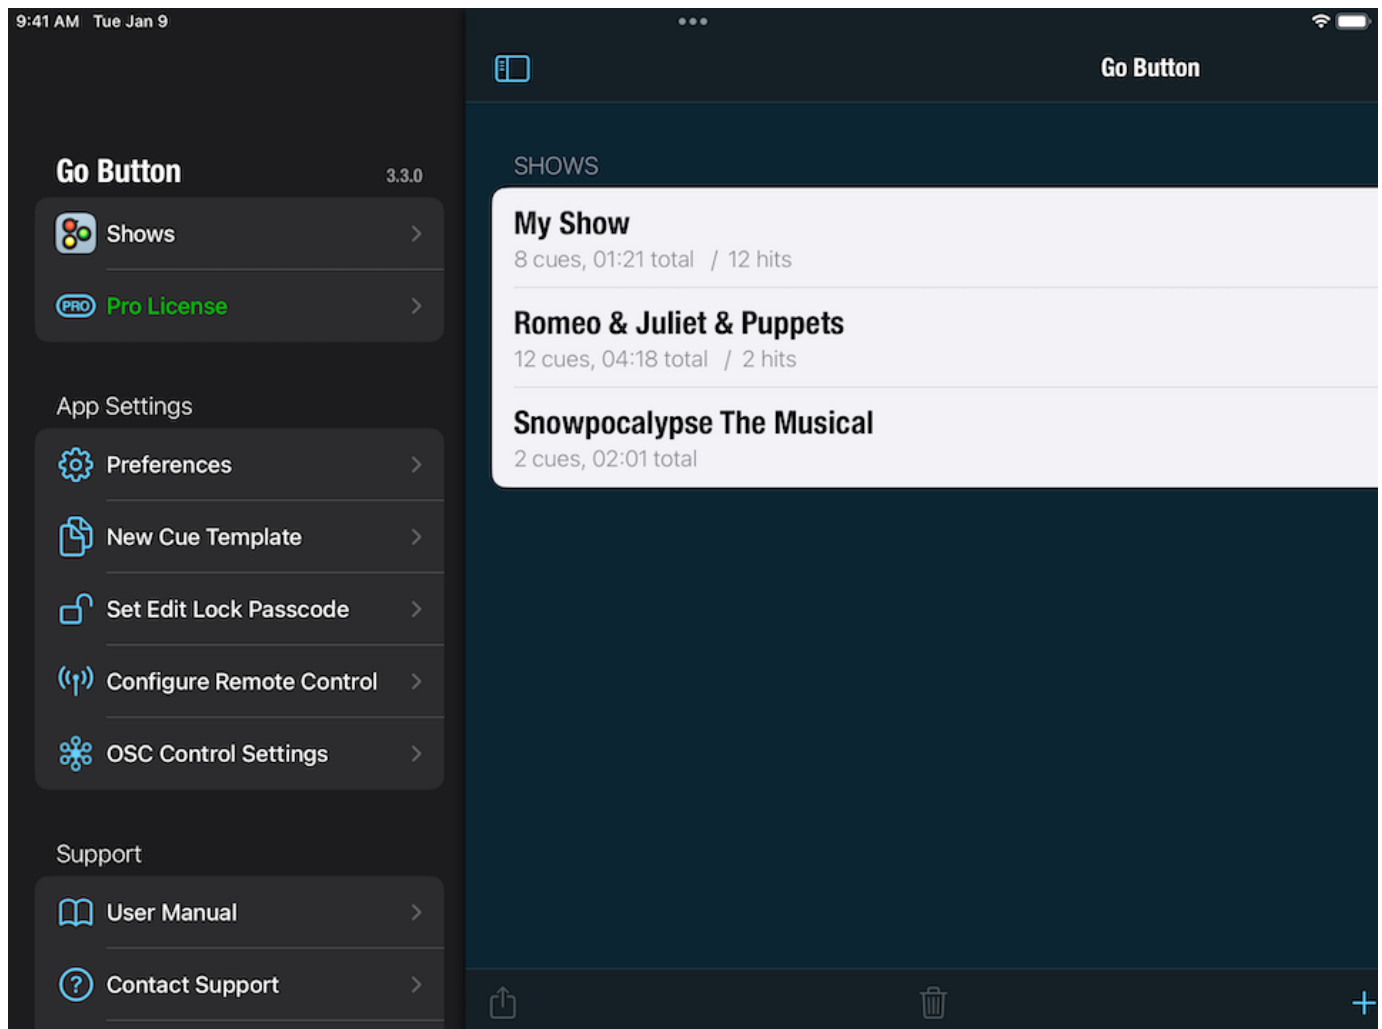 9:41 AM Tue Jan 9
Go Button
Go Button 3.3.0
Shows
PRO Pro License
App Settings
Preferences
New Cue Template
Set Edit Lock Passcode
Configure Remote Control
OSC Control Settings
Support
User Manual
? Contact Support
SHOWS
My Show
8 cues, 01:21 total / 12 hits
Romeo & Juliet & Puppets
12 cues, 04:18 total / 2 hits
Snowpocalypse The Musical
2 cues, 02:01 total